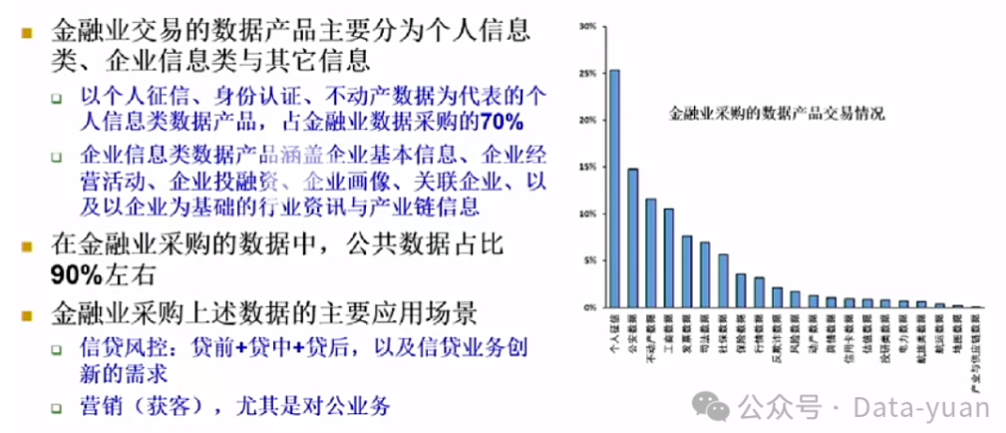 金融业交易的数据产品主要分为个人信息
类、企业信息类与其它信息
以个人征信、身份认证、不动产数据为代表的个
人信息类数据产品，占金融业数据采购的70%
企业信息类数据产品涵盖企业基本信息、企业经
营活动、企业投融资、企业画像、关联企业、以
及以企业为基础的行业资讯与产业链信息
在金融业采购的数据中，公共数据占比
90%左右
金融业采购上述数据的主要应用场景
信贷风控：贷前+贷中+贷后，以及信贷业务创
新的需求
营销（获客），尤其是对公业务
金融业采购的数据产品交易情况
30%
25%
20%
15%
10%
5%
0%
个人征信
公安数据
不动产数据
工商数据
发票数据
司法数据
社保数据
保险数据
行情数据
反欺诈数据
风险数据
动产数据
舆情数据
信用卡数据
估值数据
投研类数据
电力数据
航旅类数据
航运数据
地图数据
产业与供应链数据
公众号 · Data-yuan